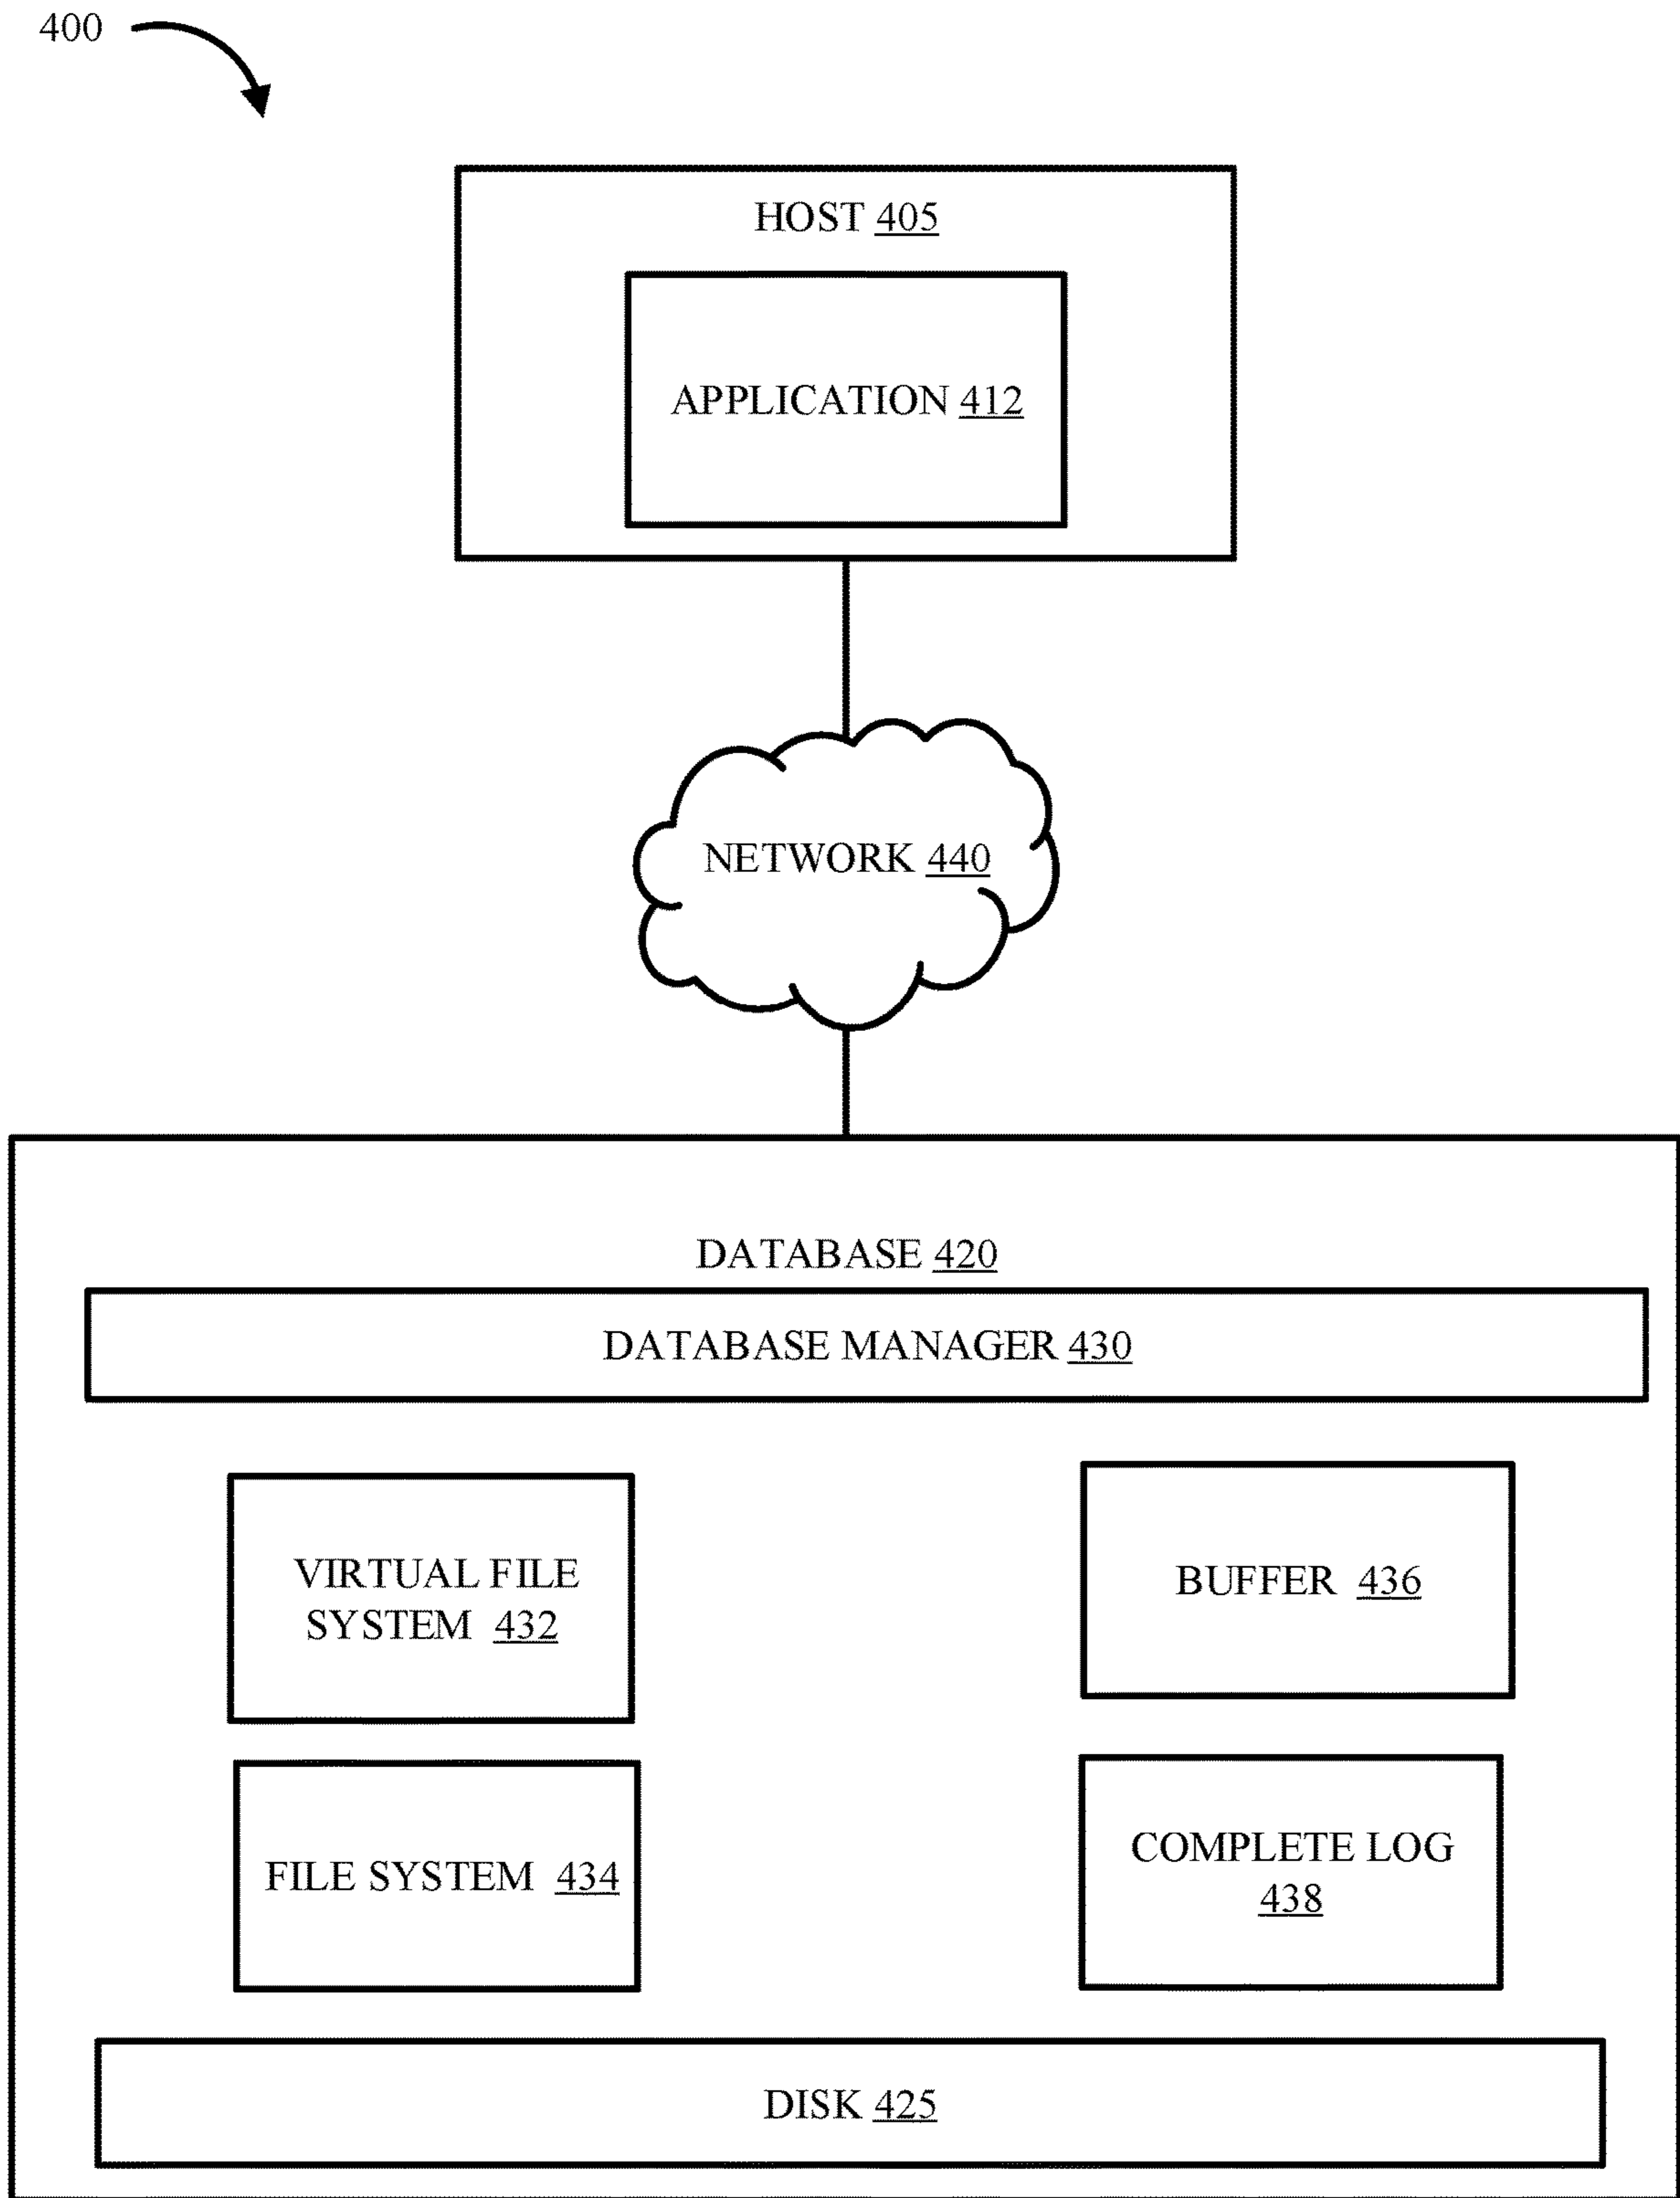 400
HOST 405
APPLICATION 412
NETWORK 440
DATABASE 420
DATABASE MANAGER 430
VIRTUAL FILE
SYSTEM 432
BUFFER 436
FILE SYSTEM 434
COMPLETE LOG
438
DISK 425